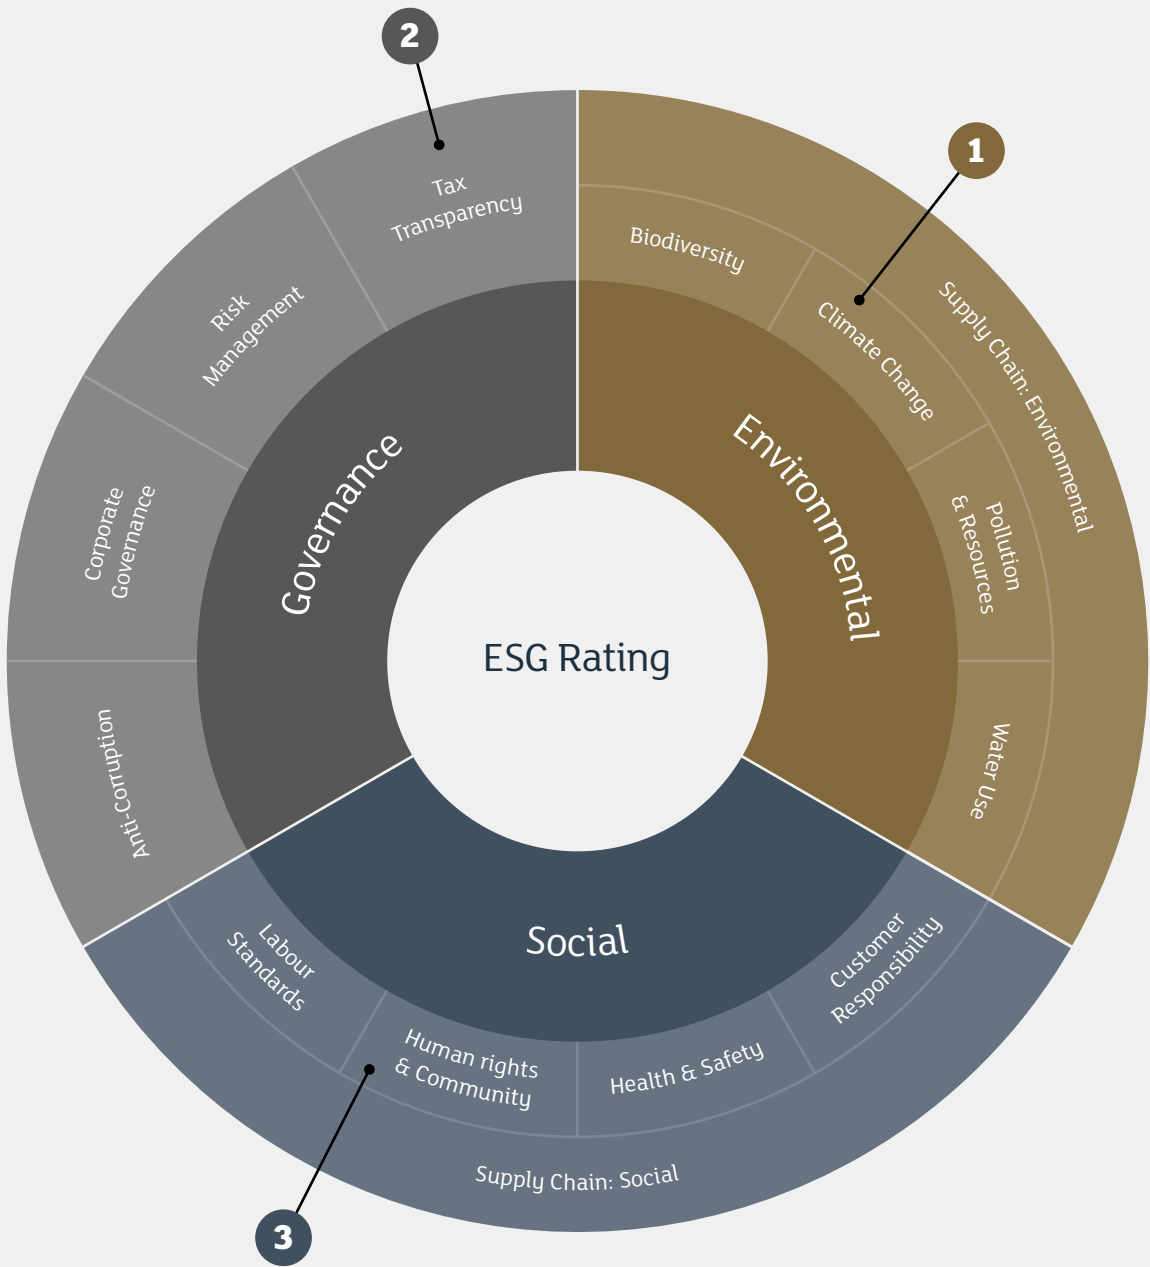 2
1
Tax
Transparency
Biodiversity
Climate Change
Supply Chain: Environmental
Risk
Management
Governance
Environmental
Pollution
& Resources
Corporate
Governance
ESG Rating
Anti-Corruption
Water Use
Social
Labour
Standards
Human rights
& Community
Health & Safety
Customer
Responsibility
Supply Chain: Social
3